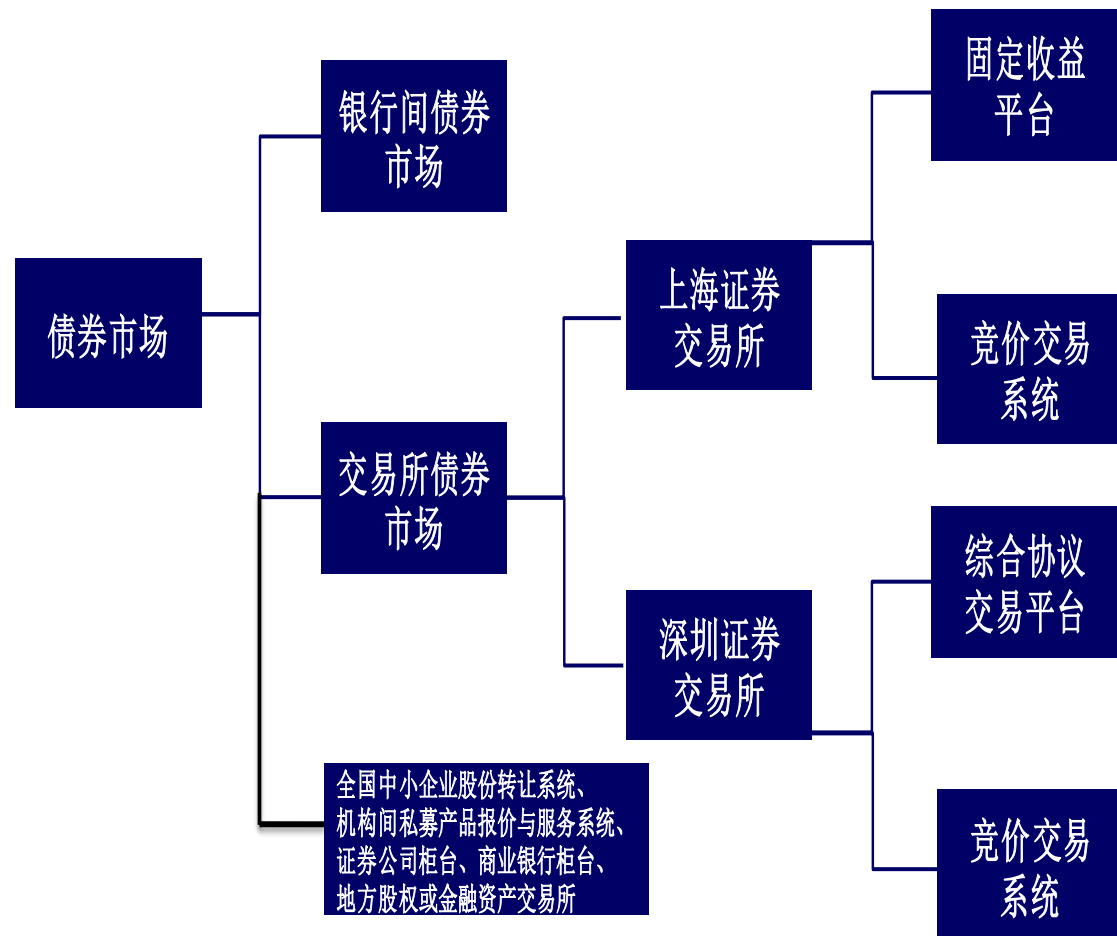 债券市场
银行间债券
市场
交易所债券
市场
全国中小企业股份转让系统、
机构间私募产品报价与服务系统、
证券公司柜台、商业银行柜台、
地方股权或金融资产交易所
上海证券
交易所
深圳证券
交易所
固定收益
平台
竞价交易
系统
综合协议
交易平台
竞价交易
系统